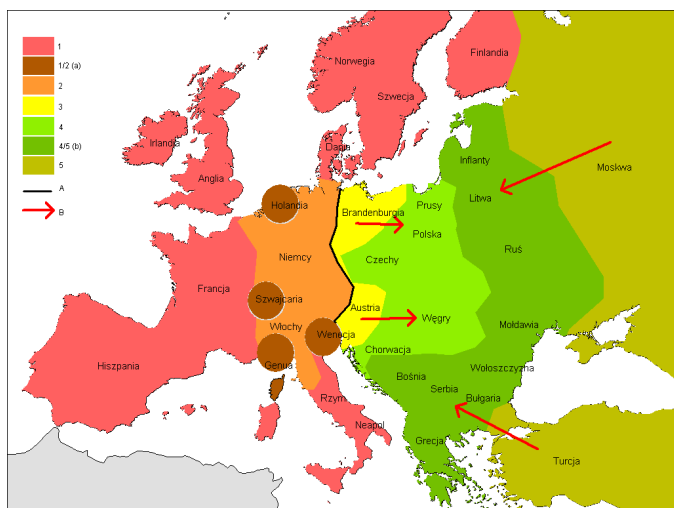 1
1/2 (a)
2
3
4
4/5 (b)
5
A
B
Finlandia
Norwegia
Szwecja
Irlandia
Dania
Anglia
Inflanty
Moskwa
Litwa
Holandia
Brandenburgia
Prusy
Polska
Niemcy
Czechy
Ruś
Francja
Szwajcaria
Austria
Węgry
Włochy
Wenecja
Mołdawia
Chorwacja
Hiszpania
Genua
Bośnia
Wołoszczyzna
Serbia
Bułgaria
Rzym
Neapol
Grecja
Turcja